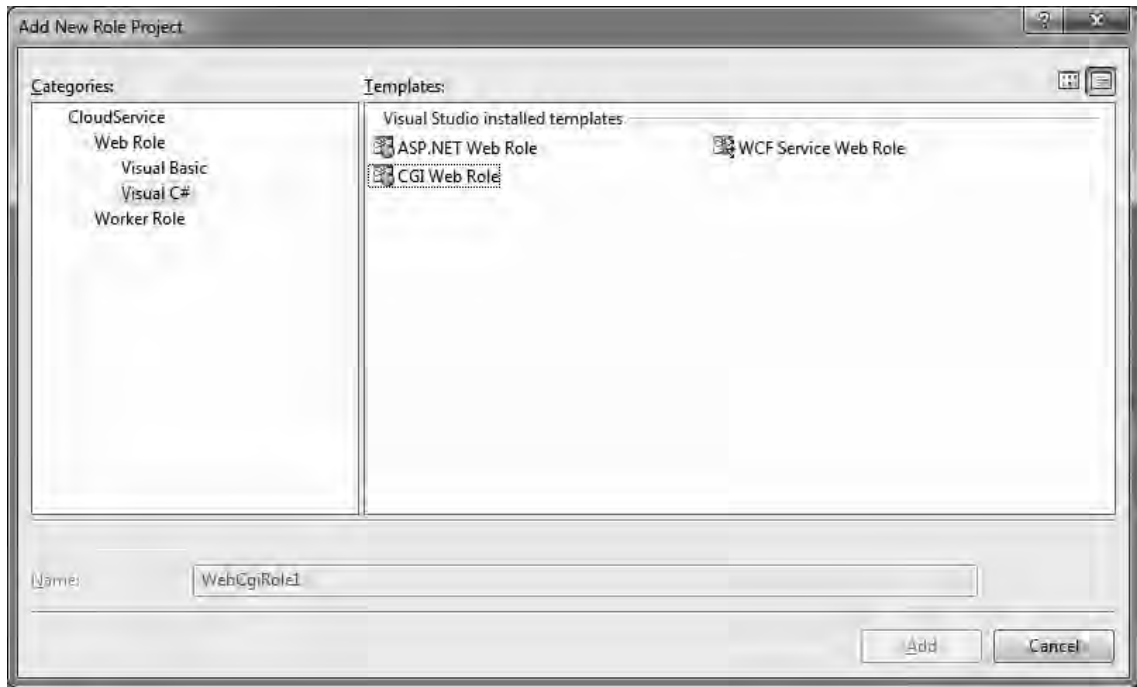 Add New Role Project
?
Categories:
Templates:
CloudService
Web Role
Visual Basic
Visual C#
Worker Role
Visual Studio installed templates
ASP.NET Web Role
WCF Service Web Role
CGI Web Role
Name:
WebCgiRole1
Add
Cancel